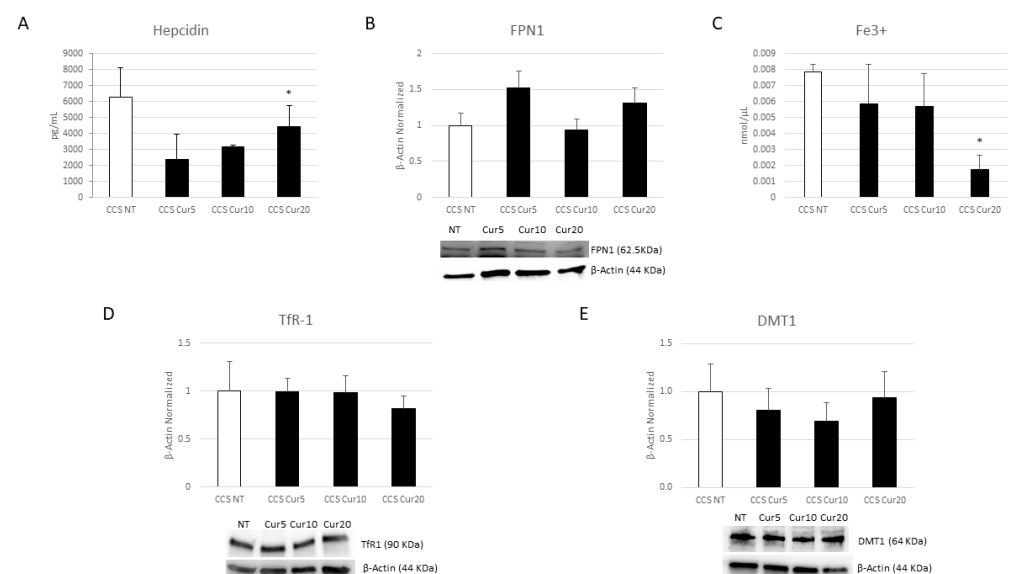 A
Hepcidin
9000
8000
7000
6000
5000
4000
3000
2000
1000
0
pg/mL
*
CCS NT CCS Cur5 CCS Cur10 CCS Cur20
B
FPN1
2
1.5
1
0.5
0
β-Actin Normalized
CCS NT CCS Cur5 CCS Cur10 CCS Cur20
NT Cur5 Cur10 Cur20
FPN1 (62.5KDa)
β-Actin (44 KDa)
C
Fe3+
0.009
0.008
0.007
0.006
0.005
0.004
0.003
0.002
0.001
0
nmol/µL
*
CCS NT CCS Cur5 CCS Cur10 CCS Cur20
D
TfR-1
1.5
1
0.5
0
β-Actin Normalized
CCS NT CCS Cur5 CCS Cur10 CCS Cur20
NT Cur5 Cur10 Cur20
TfR1 (90 KDa)
β-Actin (44 KDa)
E
DMT1
1.5
1.0
0.5
0.0
β-Actin Normalized
CCS NT CCS Cur5 CCS Cur10 CCS Cur20
NT Cur5 Cur10 Cur20
DMT1 (64 KDa)
β-Actin (44 KDa)